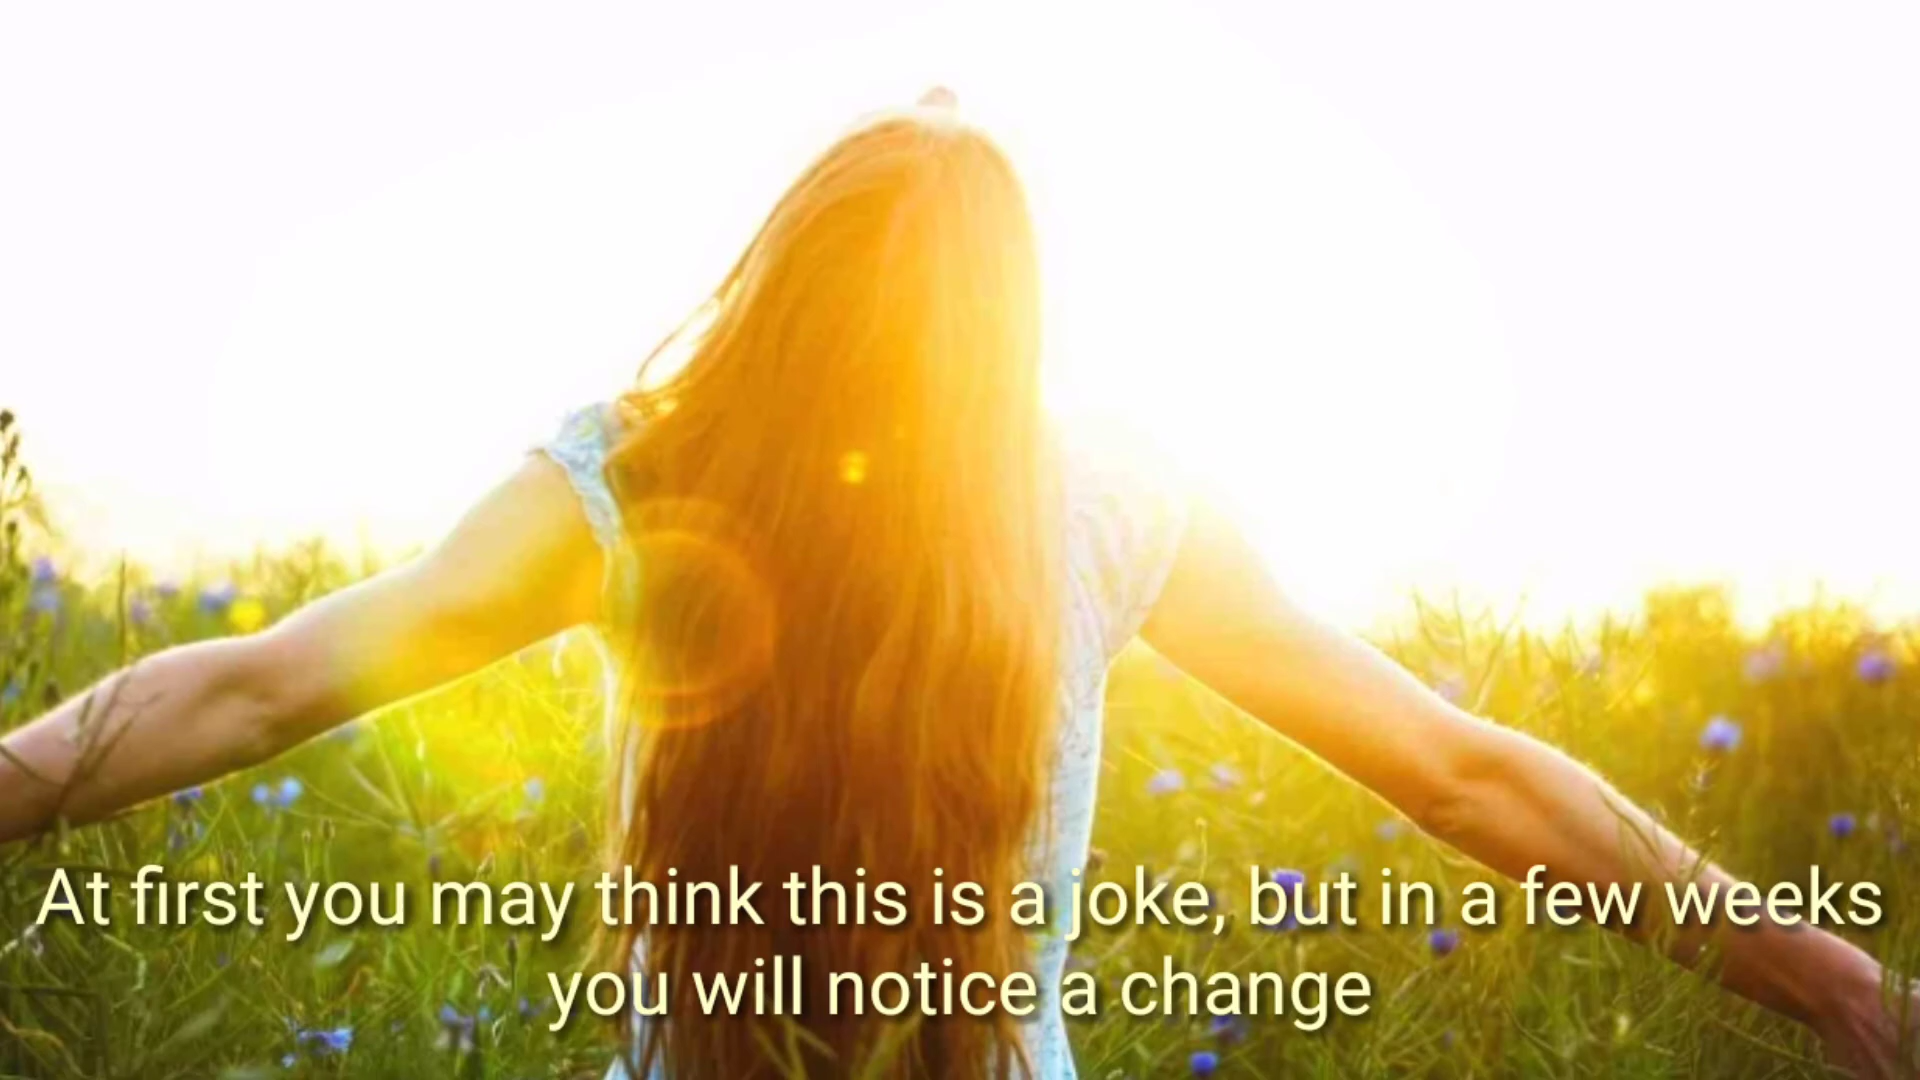 At first you may think this is a joke, but in a few weeks
you will notice a change